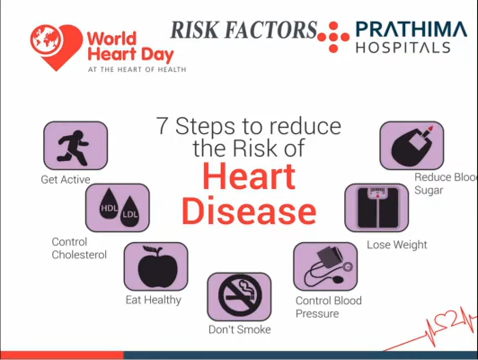 World
Heart Day
AT THE HEART OF HEALTH
RISK FACTORS
PRATHIMA
HOSPITALS
7 Steps to reduce
the Risk of
Heart
Disease
Get Active
HDL
LDL
Control
Cholesterol
Eat Healthy
Don't Smoke
Control Blood
Pressure
Lose Weight
Reduce Blood
Sugar